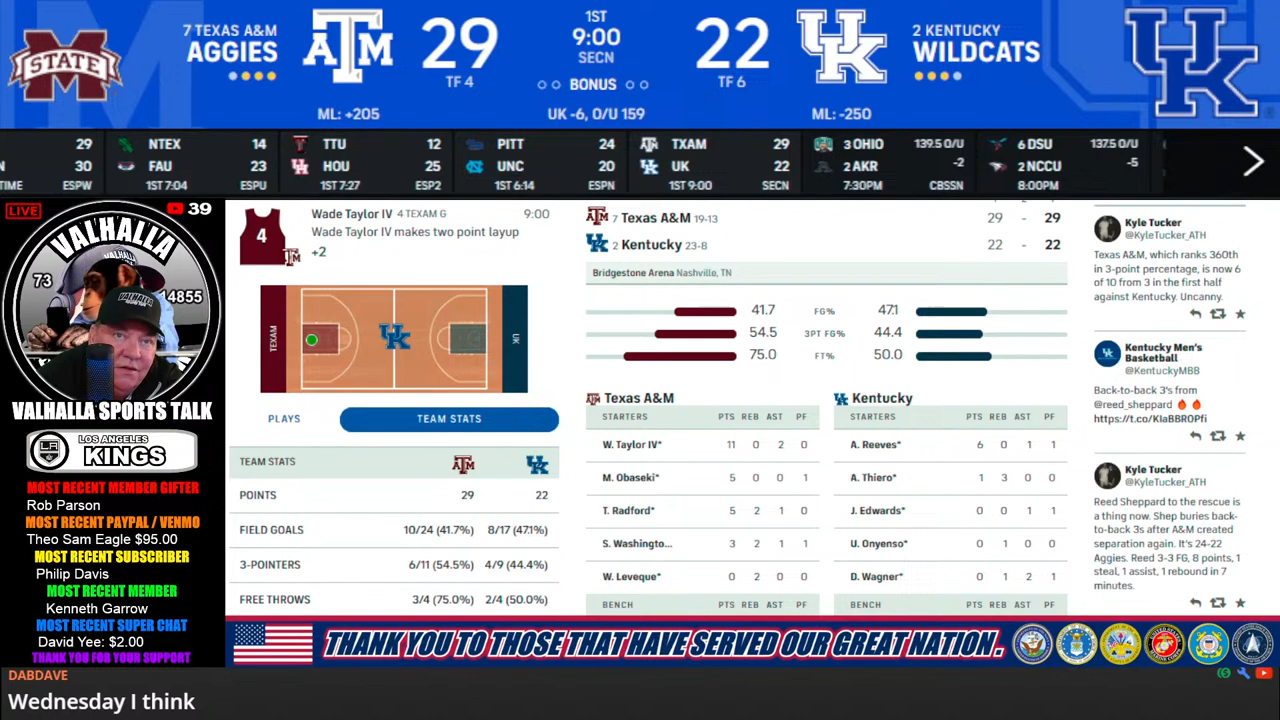 7 TEXAS A&M
AGGIES
29
TF 4
ML: +205
1ST
9:00
SECN
BONUS
UK -6, O/U 159
22
TF 6
ML: -250
2 KENTUCKY
WILDCATS
STATE
ATM
UK
UK
29
N 30
TIME ESPW
NTEX 14
FAU 23
1ST 7:04 ESPU
TTU 12
HOU 25
1ST 7:27 ESP2
PITT 24
UNC 20
1ST 6:14 ESPN
TXAM 29
UK 22
1ST 9:00 SECN
3 OHIO 139.5 O/U
2 AKR -2
7:30PM CBSSN
6 DSU 137.5 O/U
2 NCCU -5
8:00PM
LIVE 39
VALHALLA
73
14855
VALHALLA
VALHALLA SPORTS TALK
LOS ANGELES
KINGS
MOST RECENT MEMBER GIFTER
Rob Parson
MOST RECENT PAYPAL / VENMO
Theo Sam Eagle $95.00
MOST RECENT SUBSCRIBER
Philip Davis
MOST RECENT MEMBER
Kenneth Garrow
MOST RECENT SUPER CHAT
David Yee: $2.00
THANK YOU FOR YOUR SUPPORT
4
Wade Taylor IV 4 TEXAM G 9:00
Wade Taylor IV makes two point layup
+2
TEXAM
UK
UK
PLAYS TEAM STATS
TEAM STATS
POINTS 29 22
FIELD GOALS 10/24 (41.7%) 8/17 (47.1%)
3-POINTERS 6/11 (54.5%) 4/9 (44.4%)
FREE THROWS 3/4 (75.0%) 2/4 (50.0%)
7 Texas A&M 19-13 29 - 29
2 Kentucky 23-8 22 - 22
Bridgestone Arena Nashville, TN
41.7 FG% 47.1
54.5 3PT FG% 44.4
75.0 FT% 50.0
Texas A&M
STARTERS PTS REB AST PF
W. Taylor IV* 11 0 2 0
M. Obaseki* 5 0 0 1
T. Radford* 5 2 1 0
S. Washingto... 3 2 1 1
W. Leveque* 0 2 0 0
BENCH PTS REB AST PF
Kentucky
STARTERS PTS REB AST PF
A. Reeves* 6 0 1 1
A. Thiero* 1 3 0 0
J. Edwards* 0 0 1 1
U. Onyenso* 0 1 0 0
D. Wagner* 0 1 2 1
BENCH PTS REB AST PF
Kyle Tucker
@KyleTucker_ATH
Texas A&M, which ranks 360th
in 3-point percentage, is now 6
of 10 from 3 in the first half
against Kentucky. Uncanny.
Kentucky Men's
Basketball
@KentuckyMBB
Back-to-back 3's from
@reed_sheppard 🔥🔥
https://t.co/KlaBBROPfi
Kyle Tucker
@KyleTucker_ATH
Reed Sheppard to the rescue is
a thing now. Shep buries back-
to-back 3s after A&M created
separation again. It's 24-22
Aggies. Reed 3-3 FG, 8 points, 1
steal, 1 assist, 1 rebound in 7
minutes.
THANK YOU TO THOSE THAT HAVE SERVED OUR GREAT NATION.
DABDAVE
Wednesday I think